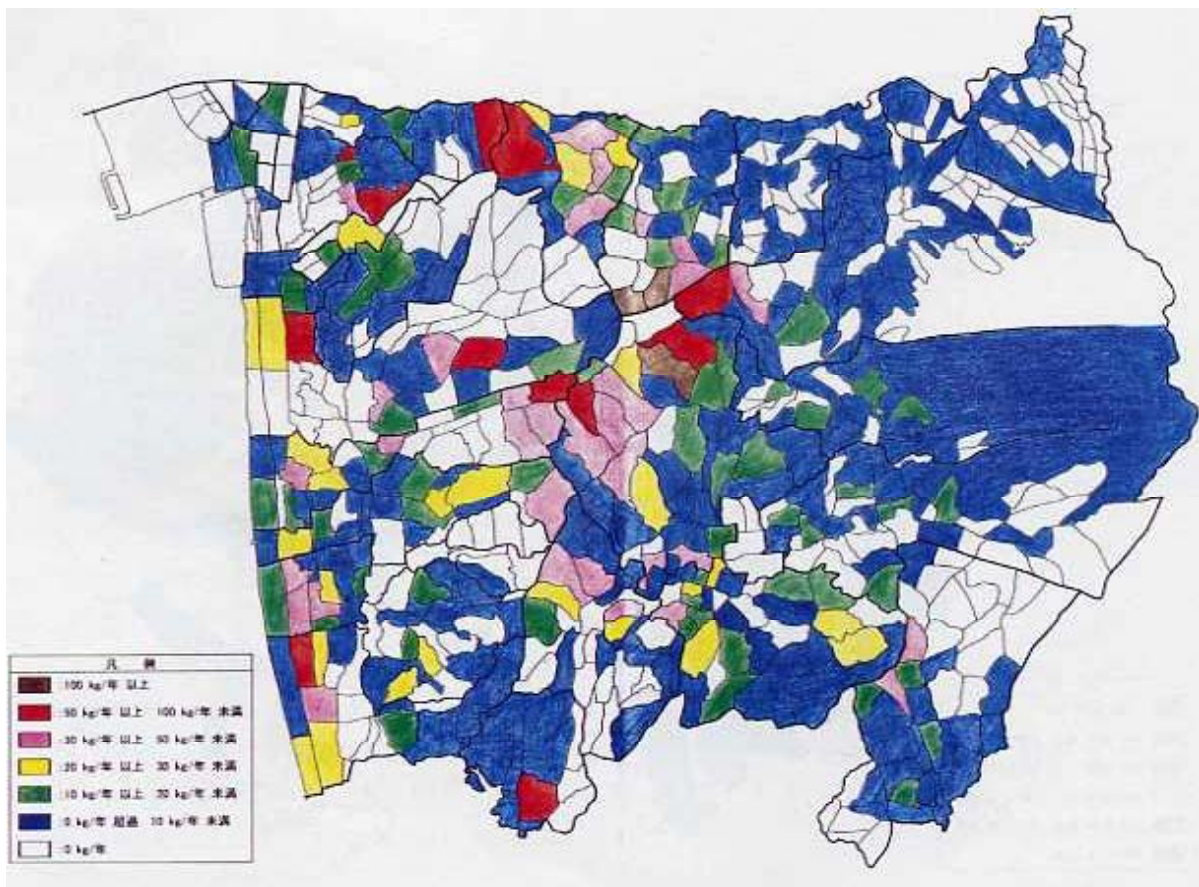 凡 例
:100 kg/年 以上
:50 kg/年 以上 100 kg/年 未満
:30 kg/年 以上 50 kg/年 未満
:20 kg/年 以上 30 kg/年 未満
:10 kg/年 以上 20 kg/年 未満
:0 kg/年 超過 10 kg/年 未満
:0 kg/年